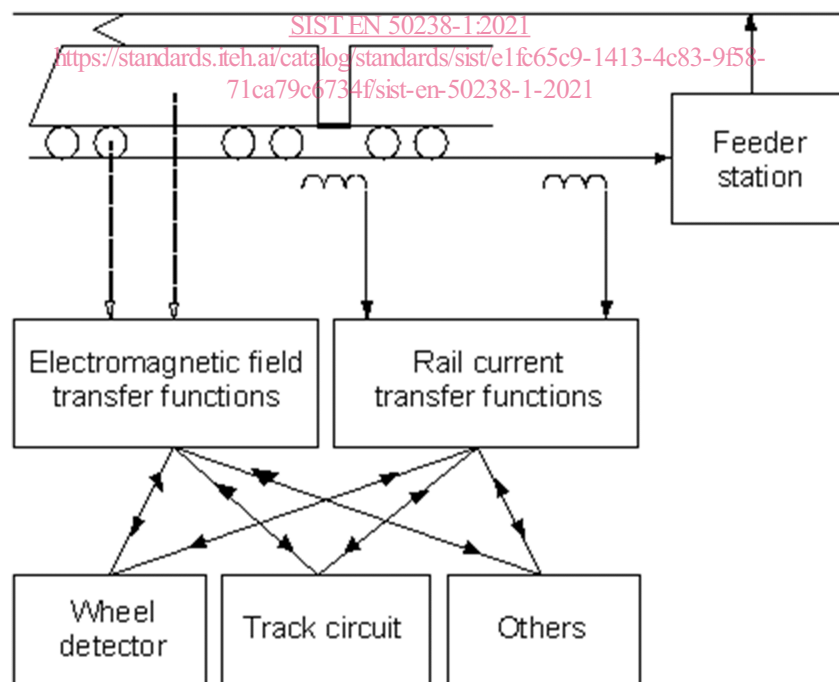 SIST EN 50238-1:2021
https://standards.iteh.ai/catalog/standards/sist/e1fc65c9-1413-4c83-9f58-
71ca79c6734f/sist-en-50238-1-2021
Feeder
station
Electromagnetic field
transfer functions
Rail current
transfer functions
Wheel
detector
Track circuit
Others